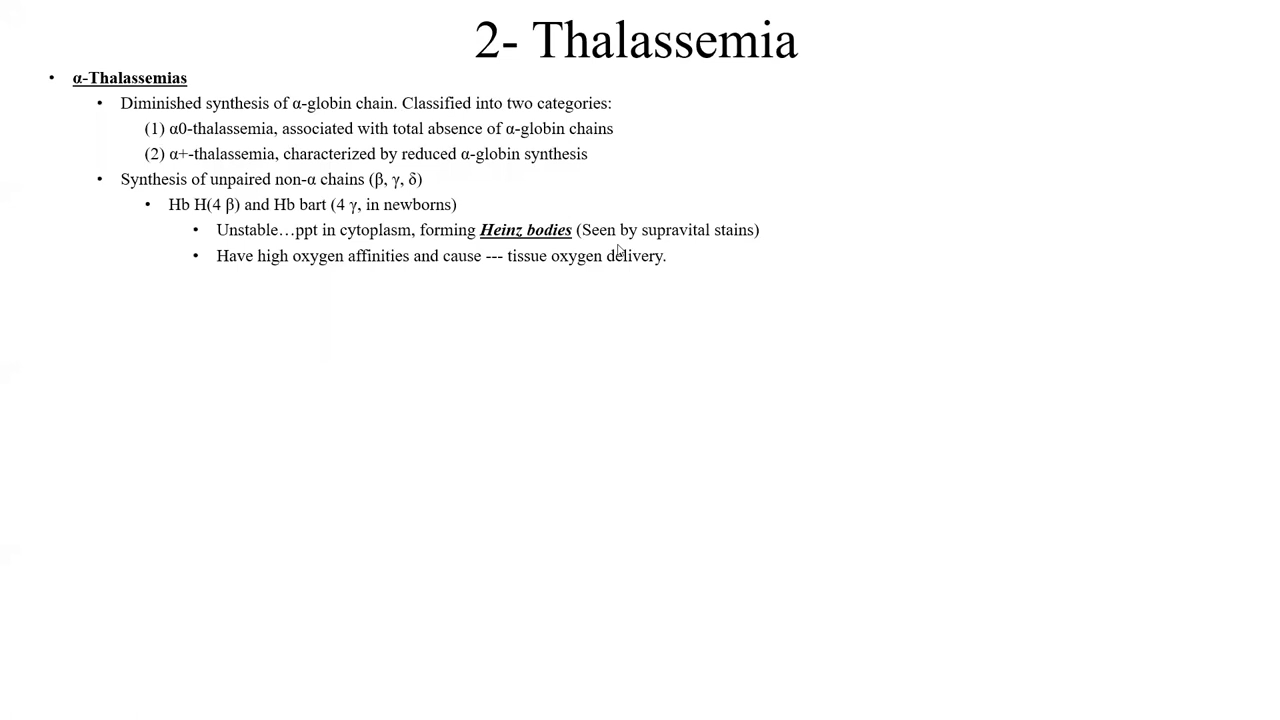 2- Thalassemia
• α-Thalassemias
• Diminished synthesis of α-globin chain. Classified into two categories:
(1) α0-thalassemia, associated with total absence of α-globin chains
(2) α+-thalassemia, characterized by reduced α-globin synthesis
• Synthesis of unpaired non-α chains (β, γ, δ)
• Hb H(4 β) and Hb bart (4 γ, in newborns)
• Unstable…ppt in cytoplasm, forming Heinz bodies (Seen by supravital stains)
• Have high oxygen affinities and cause --- tissue oxygen delivery.